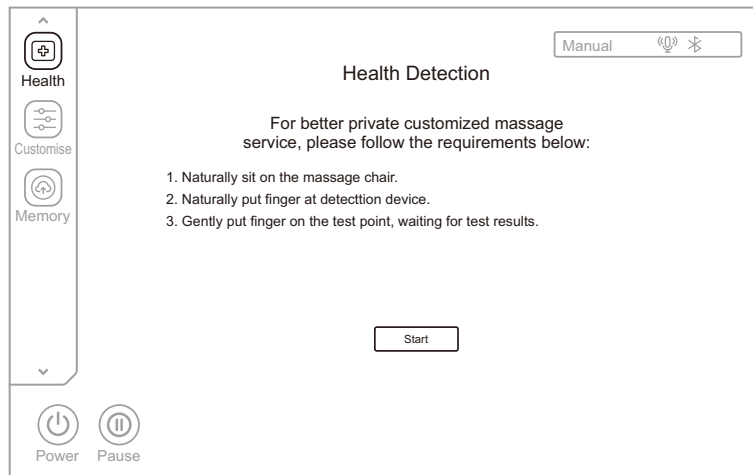 Manual
Health
Customise
Memory
Health Detection
For better private customized massage
service, please follow the requirements below:
1. Naturally sit on the massage chair.
2. Naturally put finger at detecttion device.
3. Gently put finger on the test point, waiting for test results.
Start
Power
Pause